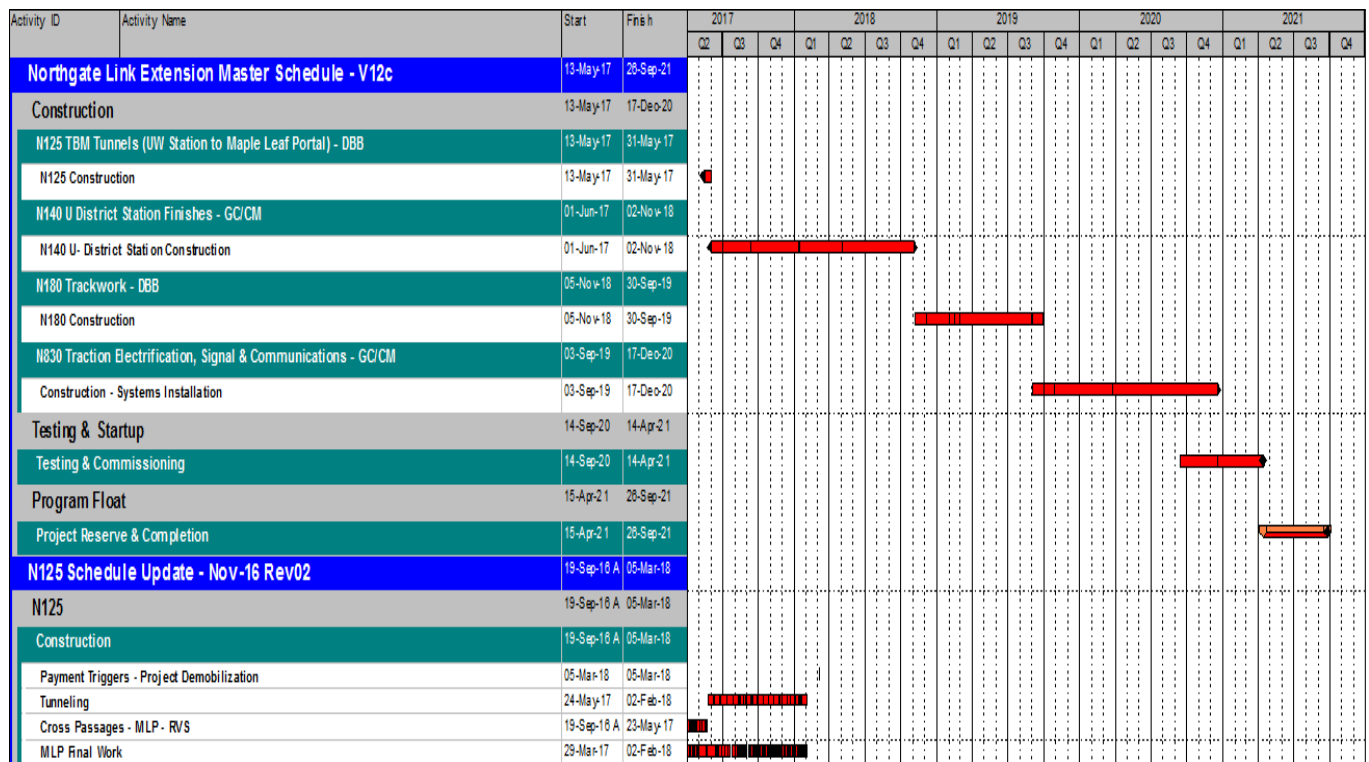 Activity ID Activity Name Start Finish 2017 2018 2019 2020 2021
Q2 Q3 Q4 Q1 Q2 Q3 Q4 Q1 Q2 Q3 Q4 Q1 Q2 Q3 Q4 Q1 Q2 Q3 Q4
Northgate Link Extension Master Schedule - V12c 13-May-17 26-Sep-21
Construction 13-May-17 17-Dec-20
N125 TBM Tunnels (UW Station to Maple Leaf Portal) - DBB 13-May-17 31-May-17
N125 Construction 13-May-17 31-May-17
N140 U District Station Finishes - GC/CM 01-Jun-17 02-Nov-18
N140 U- District Station Construction 01-Jun-17 02-Nov-18
N180 Trackwork - DBB 05-Nov-18 30-Sep-19
N180 Construction 05-Nov-18 30-Sep-19
N830 Traction Electrification, Signal & Communications - GC/CM 03-Sep-19 17-Dec-20
Construction - Systems Installation 03-Sep-19 17-Dec-20
Testing & Startup 14-Sep-20 14-Apr-21
Testing & Commissioning 14-Sep-20 14-Apr-21
Program Float 15-Apr-21 26-Sep-21
Project Reserve & Completion 15-Apr-21 26-Sep-21
N125 Schedule Update - Nov-16 Rev02 19-Sep-16 A 05-Mar-18
N125 19-Sep-16 A 05-Mar-18
Construction 19-Sep-16 A 05-Mar-18
Payment Triggers - Project Demobilization 05-Mar-18 05-Mar-18
Tunneling 24-May-17 02-Feb-18
Cross Passages - MLP - RVS 19-Sep-16 A 23-May-17
MLP Final Work 29-Mar-17 02-Feb-18